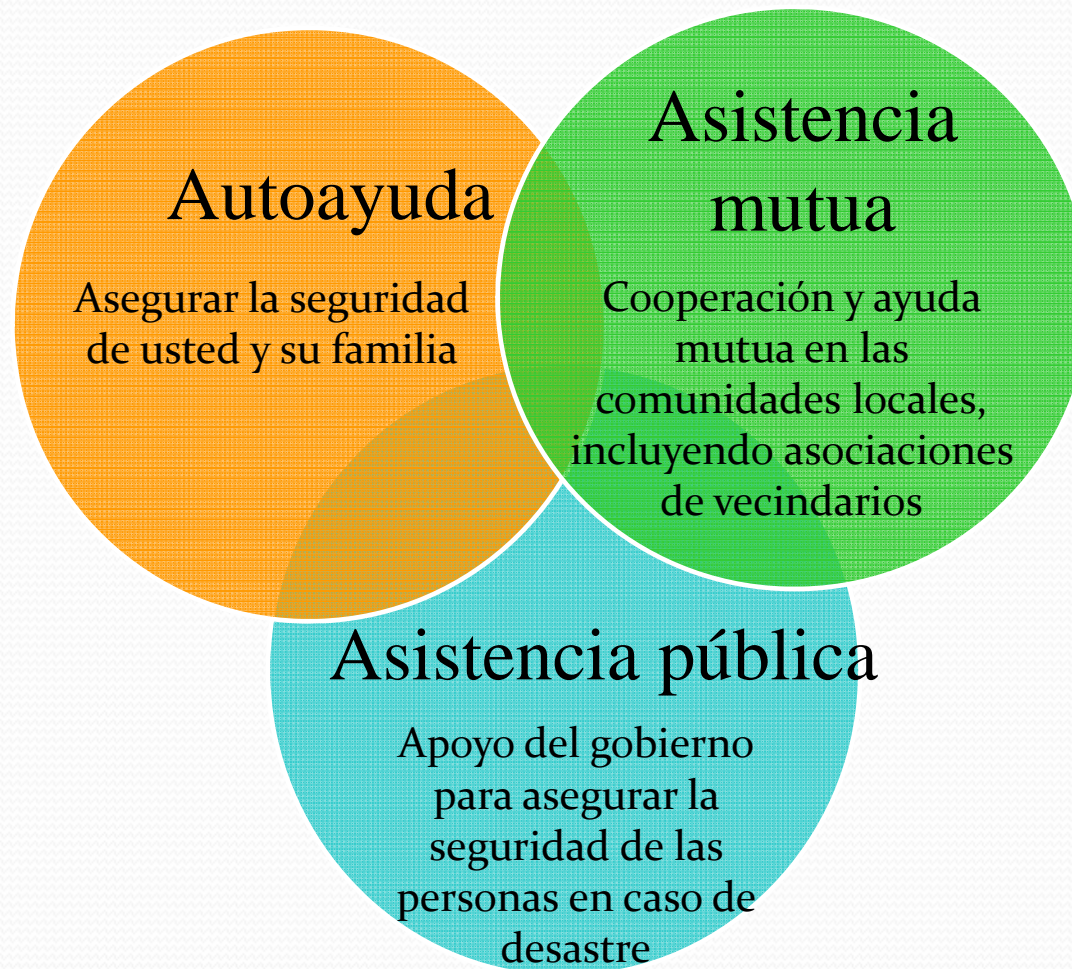 Autoayuda
Asegurar la seguridad
de usted y su familia
Asistencia
mutua
Cooperación y ayuda
mutua en las
comunidades locales,
incluyendo asociaciones
de vecindarios
Asistencia pública
Apoyo del gobierno
para asegurar la
seguridad de las
personas en caso de
desastre